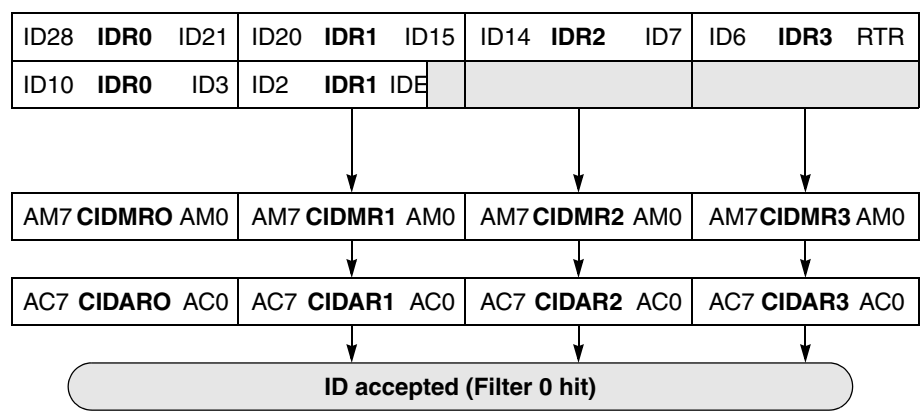 ID28 IDR0 ID21 ID20 IDR1 ID15 ID14 IDR2 ID7 ID6 IDR3 RTR
ID10 IDR0 ID3 ID2 IDR1 IDE
AM7 CIDMRO AM0 AM7 CIDMR1 AM0 AM7 CIDMR2 AM0 AM7 CIDMR3 AM0
AC7 CIDARO AC0 AC7 CIDAR1 AC0 AC7 CIDAR2 AC0 AC7 CIDAR3 AC0
ID accepted (Filter 0 hit)